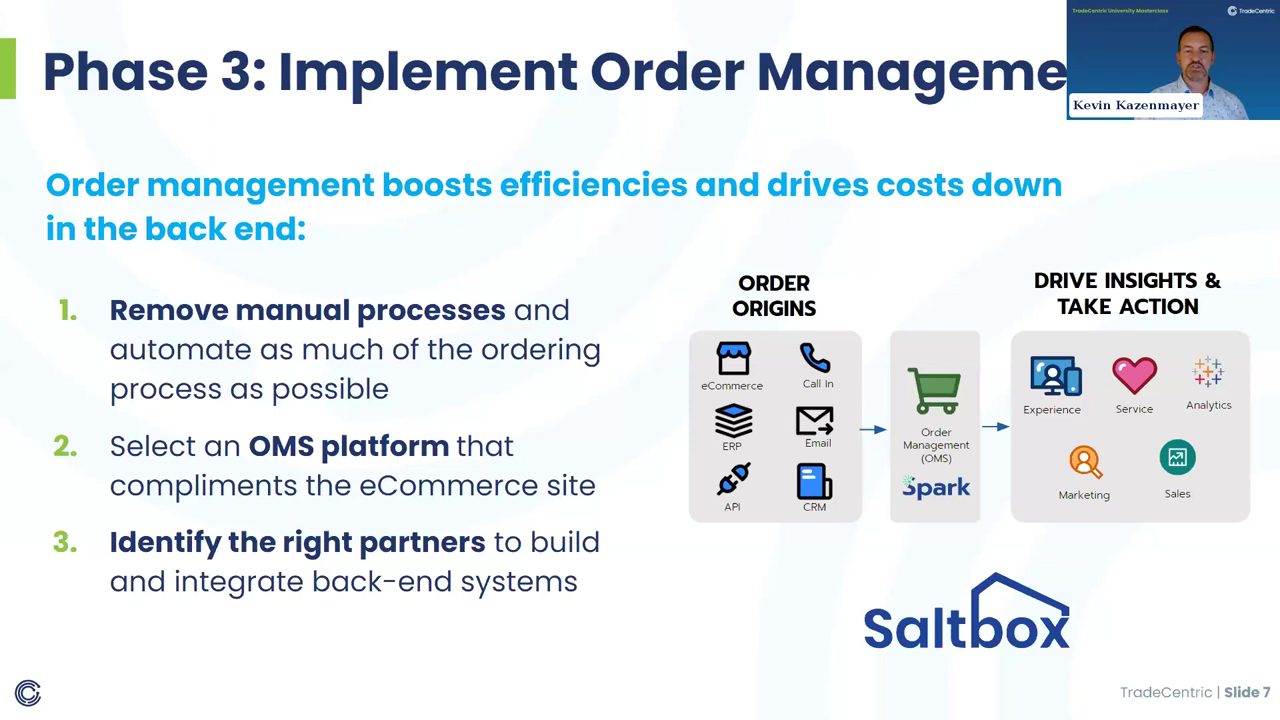 Phase 3: Implement Order Manageme
TradeCentric University Masterclass
TradeCentric
Kevin Kazenmayer
Order management boosts efficiencies and drives costs down
in the back end:
1. Remove manual processes and
automate as much of the ordering
process as possible
2. Select an OMS platform that
compliments the eCommerce site
3. Identify the right partners to build
and integrate back-end systems
ORDER
ORIGINS
eCommerce
Call In
ERP
Email
API
CRM
Order
Management
(OMS)
Spark
DRIVE INSIGHTS &
TAKE ACTION
Experience
Service
Analytics
Marketing
Sales
Saltbox
TradeCentric | Slide 7